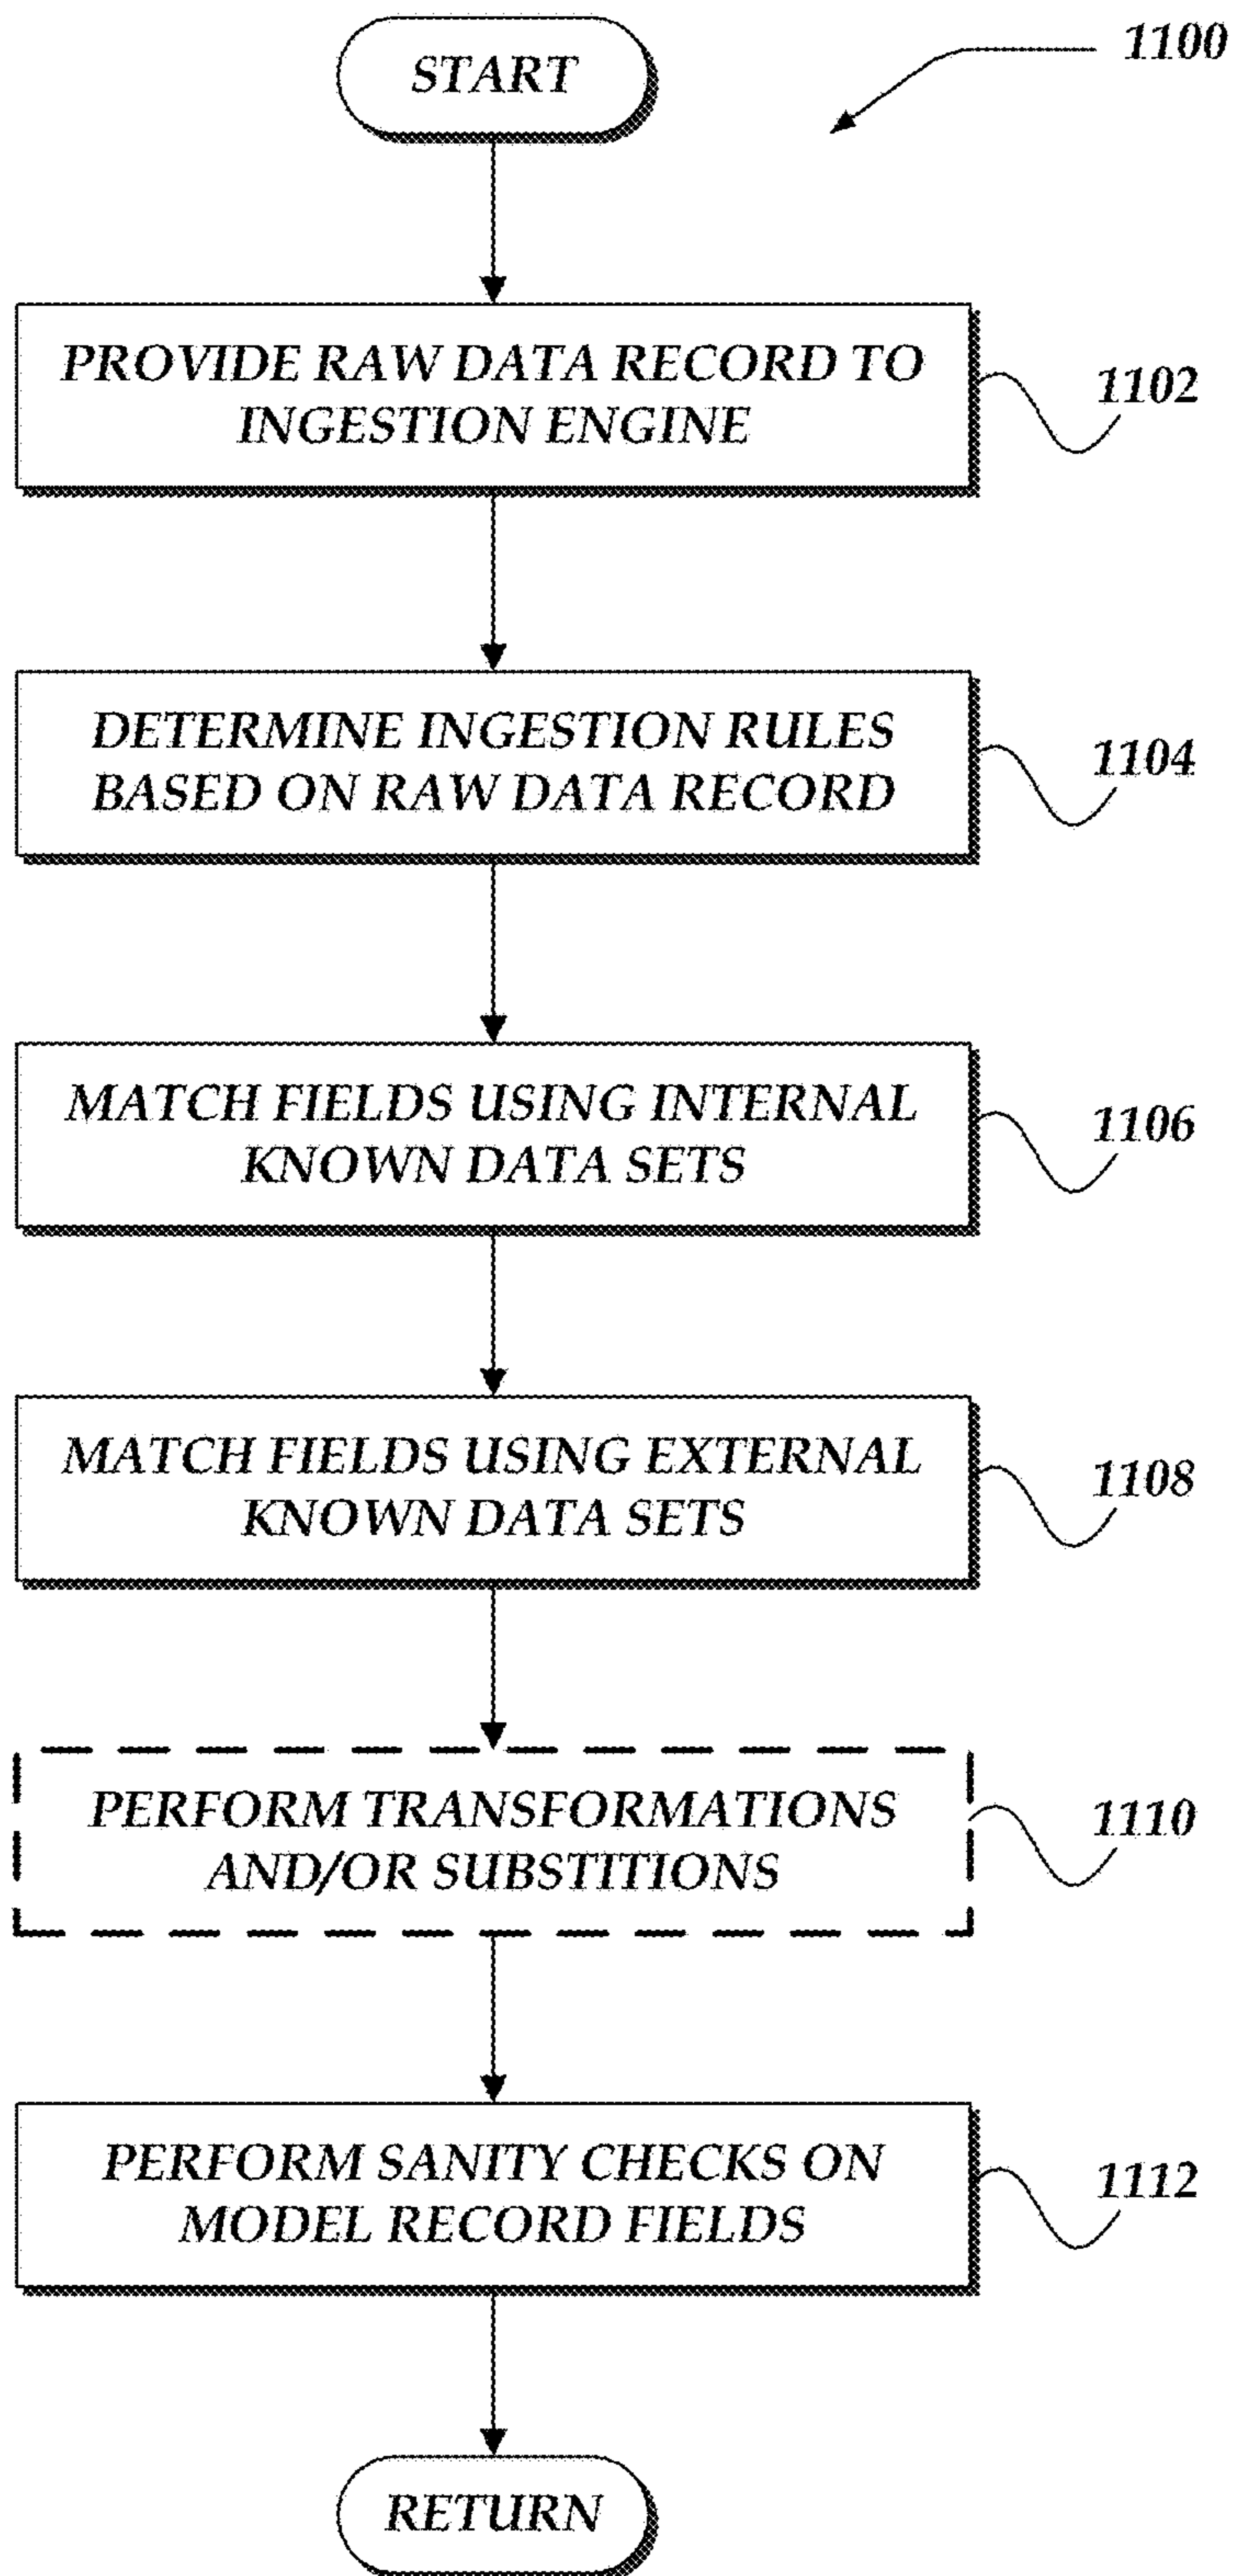 START
1100
PROVIDE RAW DATA RECORD TO
INGESTION ENGINE
1102
DETERMINE INGESTION RULES
BASED ON RAW DATA RECORD
1104
MATCH FIELDS USING INTERNAL
KNOWN DATA SETS
1106
MATCH FIELDS USING EXTERNAL
KNOWN DATA SETS
1108
PERFORM TRANSFORMATIONS
AND/OR SUBSTITIONS
1110
PERFORM SANITY CHECKS ON
MODEL RECORD FIELDS
1112
RETURN